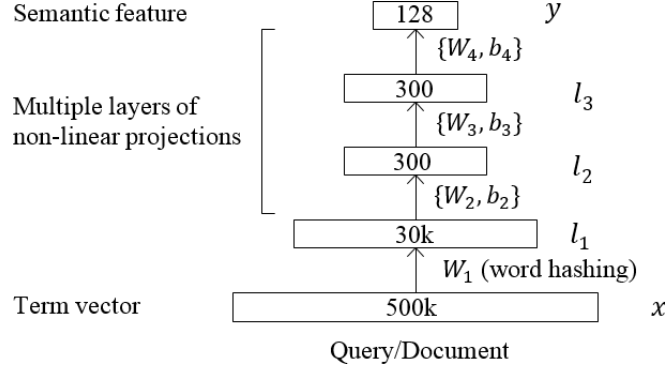 Semantic feature 128 y
{W₄, b₄}
300 l₃
Multiple layers of
non-linear projections
{W₃, b₃}
300 l₂
{W₂, b₂}
30k l₁
W₁ (word hashing)
Term vector 500k x
Query/Document